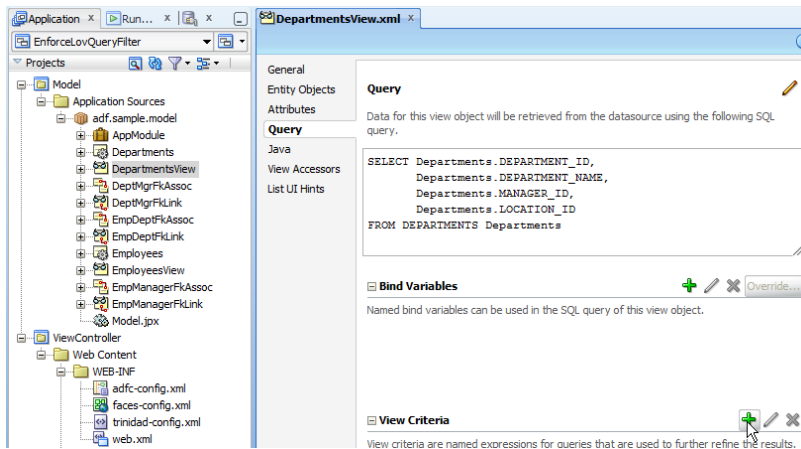 Application x Run... x x
EnforceLovQueryFilter
Projects
Model
Application Sources
adf.sample.model
AppModule
Departments
DepartmentsView
DeptMgrFkAssoc
DeptMgrFkLink
EmpDeptFkAssoc
EmpDeptFkLink
Employees
EmployeesView
EmpManagerFkAssoc
EmpManagerFkLink
Model.jpx
ViewController
Web Content
WEB-INF
adfc-config.xml
faces-config.xml
trinidad-config.xml
web.xml
DepartmentsView.xml x
General
Entity Objects
Attributes
Query
Java
View Accessors
List UI Hints
Query
Data for this view object will be retrieved from the datasource using the following SQL
query.
SELECT Departments.DEPARTMENT_ID,
Departments.DEPARTMENT_NAME,
Departments.MANAGER_ID,
Departments.LOCATION_ID
FROM DEPARTMENTS Departments
Bind Variables Override...
Named bind variables can be used in the SQL query of this view object.
View Criteria
View criteria are named expressions for queries that are used to further refine the results.